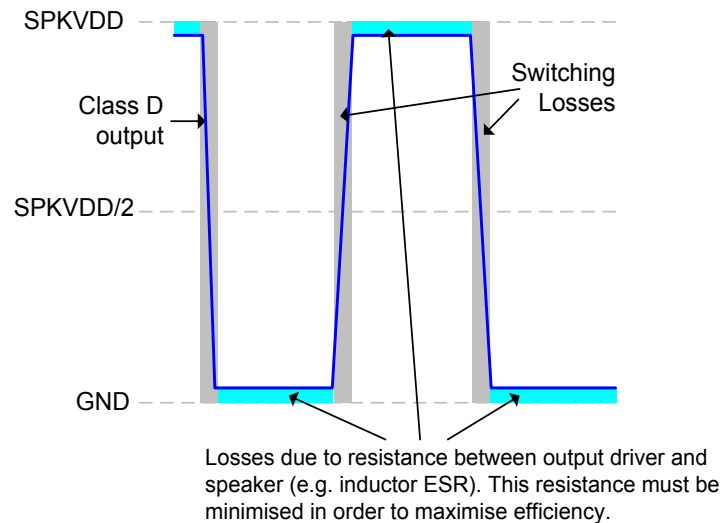 SPKVDD
Switching
Losses
Class D
output
SPKVDD/2
GND
Losses due to resistance between output driver and
speaker (e.g. inductor ESR). This resistance must be
minimised in order to maximise efficiency.